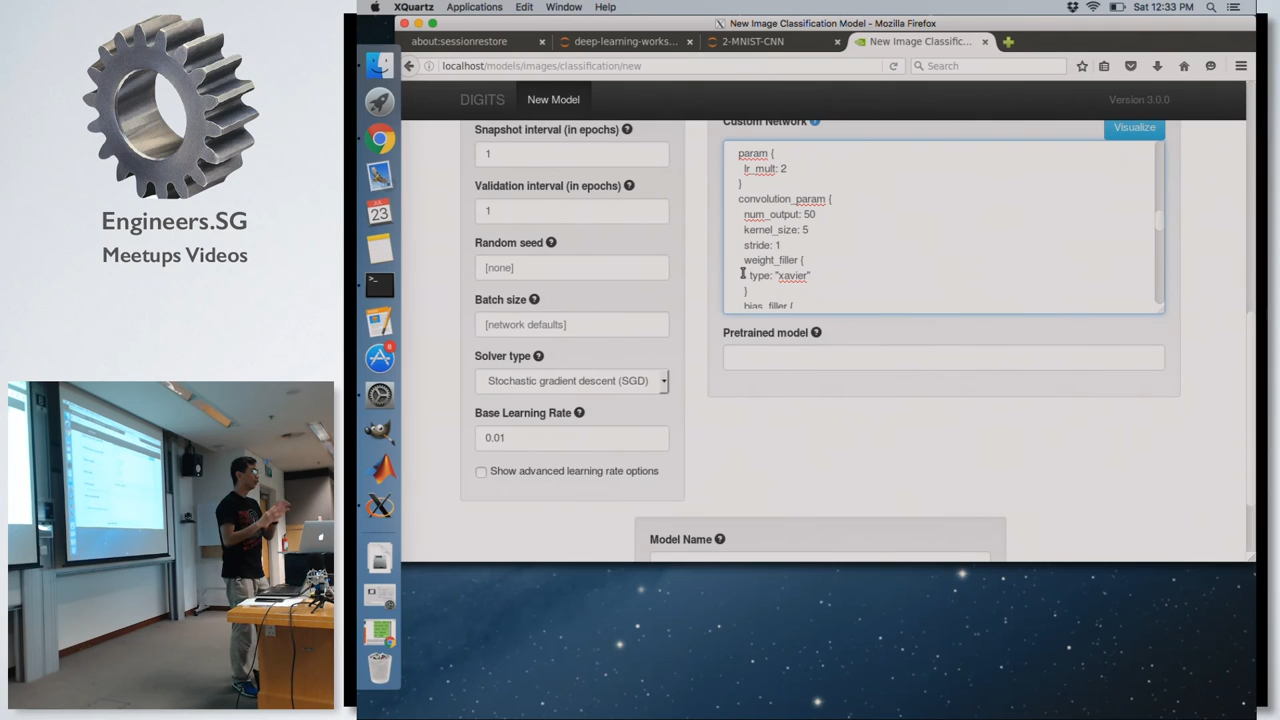 Engineers.SG
Meetups Videos
XQuartz Applications Edit Window Help
Sat 12:33 PM
New Image Classification Model - Mozilla Firefox
about:sessionrestore
deep-learning-works...
2-MNIST-CNN
New Image Classific...
localhost/models/images/classification/new
Search
DIGITS
New Model
Version 3.0.0
Snapshot interval (in epochs)
1
Validation interval (in epochs)
1
Random seed
[none]
Batch size
[network defaults]
Solver type
Stochastic gradient descent (SGD)
Base Learning Rate
0.01
Show advanced learning rate options
Custom Network
Visualize
param {
lr_mult: 2
}
convolution_param {
num_output: 50
kernel_size: 5
stride: 1
weight_filler {
type: "xavier"
}
bias_filler {
Pretrained model
Model Name
23
8